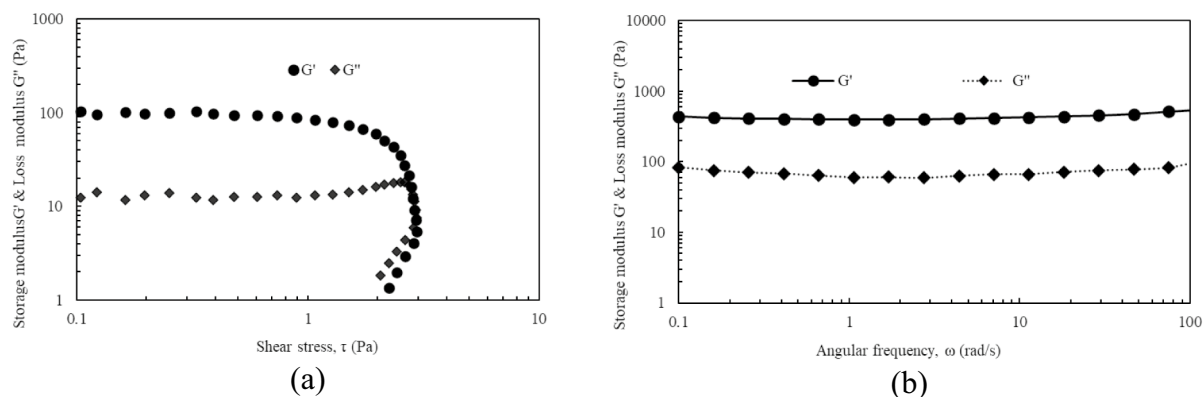 Storage modulusG' & Loss modulus G'' (Pa)
1000
100
10
1
G' G''
0.1 1 10
Shear stress, τ (Pa)
(a)
Storage modulus G' & Loss modulus G'' (Pa)
10000
1000
100
10
1
G' G''
0.1 1 10 100
Angular frequency, ω (rad/s)
(b)